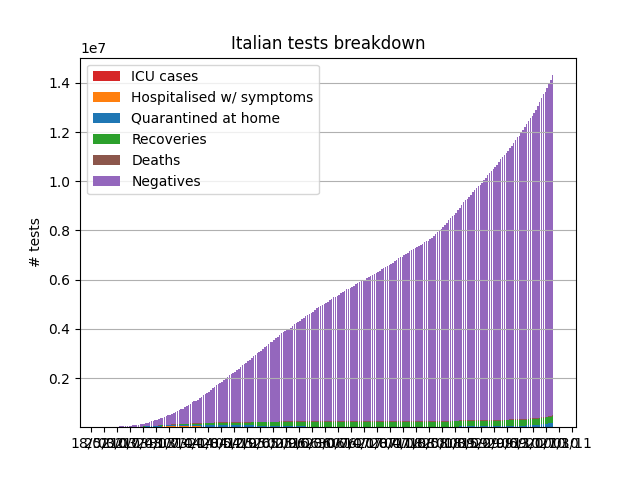 Italian tests breakdown
1e7
ICU cases
Hospitalised w/ symptoms
Quarantined at home
Recoveries
Deaths
Negatives
1.4
1.2
1.0
0.8
0.6
0.4
0.2
# tests